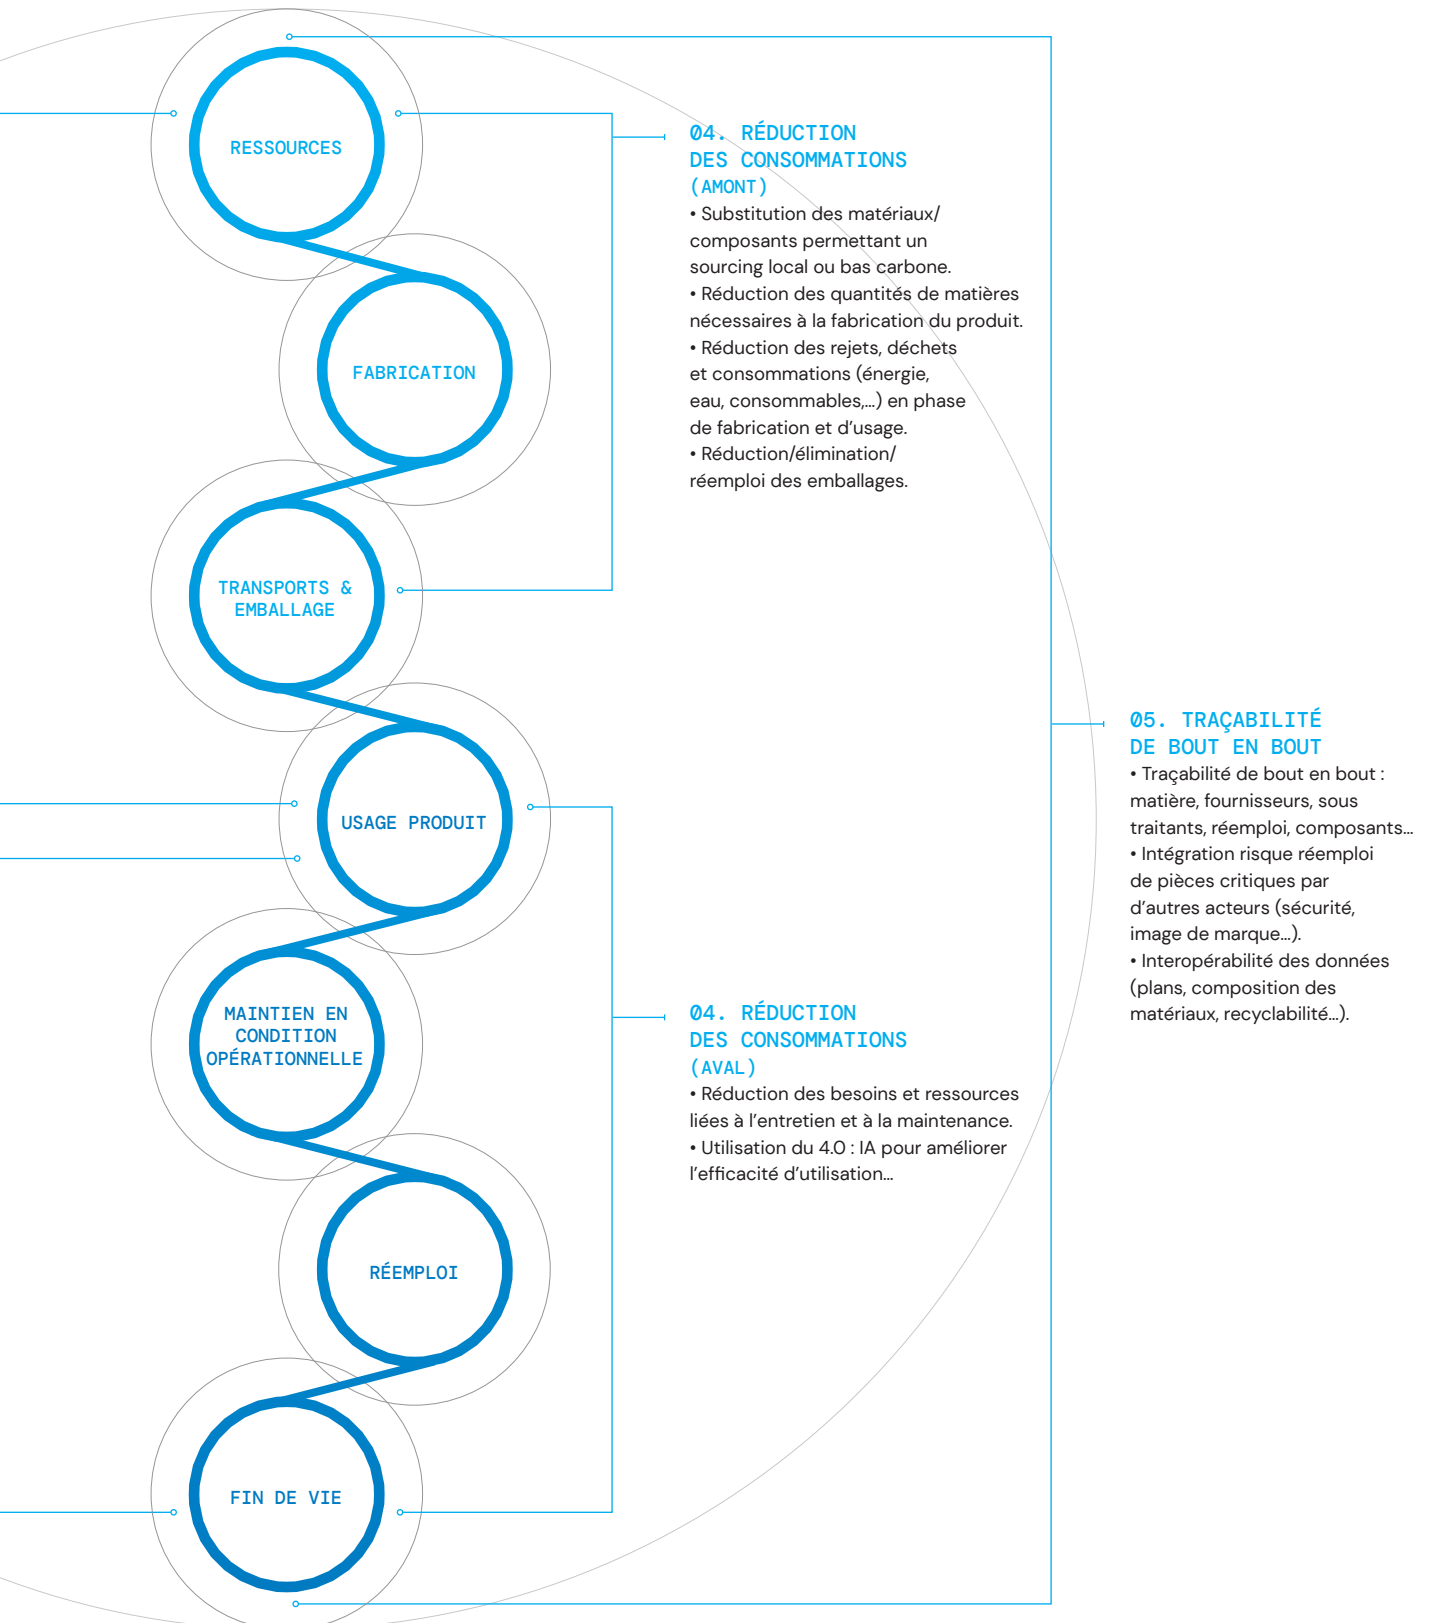 RESSOURCES
FABRICATION
TRANSPORTS &
EMBALLAGE
USAGE PRODUIT
MAINTIEN EN
CONDITION
OPÉRATIONNELLE
RÉEMPLOI
FIN DE VIE
04. RÉDUCTION
DES CONSOMMATIONS
(AMONT)
• Substitution des matériaux/
composants permettant un
sourcing local ou bas carbone.
• Réduction des quantités de matières
nécessaires à la fabrication du produit.
• Réduction des rejets, déchets
et consommations (énergie,
eau, consommables,…) en phase
de fabrication et d’usage.
• Réduction/élimination/
réemploi des emballages.
04. RÉDUCTION
DES CONSOMMATIONS
(AVAL)
• Réduction des besoins et ressources
liées à l’entretien et à la maintenance.
• Utilisation du 4.0 : IA pour améliorer
l’efficacité d’utilisation…
05. TRAÇABILITÉ
DE BOUT EN BOUT
• Traçabilité de bout en bout :
matière, fournisseurs, sous
traitants, réemploi, composants…
• Intégration risque réemploi
de pièces critiques par
d’autres acteurs (sécurité,
image de marque…).
• Interopérabilité des données
(plans, composition des
matériaux, recyclabilité…).